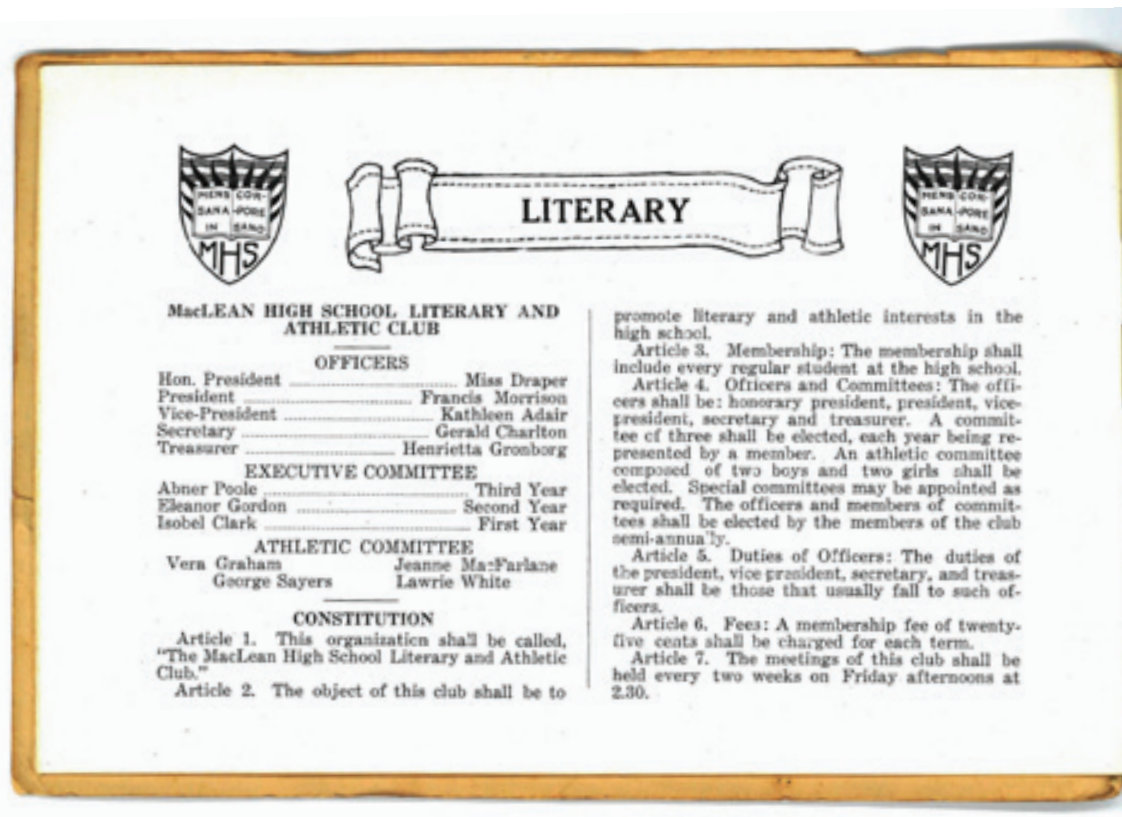 MENS COR-
SANA -PORE
IN SANO
MHS
LITERARY
MENS COR-
SANA -PORE
IN SANO
MHS
MacLEAN HIGH SCHOOL LITERARY AND
ATHLETIC CLUB
OFFICERS
Hon. President ........ Miss Draper
President ........ Francis Morrison
Vice-President ........ Kathleen Adair
Secretary ........ Gerald Charlton
Treasurer ........ Henrietta Gronborg
EXECUTIVE COMMITTEE
Abner Poole ........ Third Year
Eleanor Gordon ........ Second Year
Isobel Clark ........ First Year
ATHLETIC COMMITTEE
Vera Graham Jeanne MacFarlane
George Sayers Lawrie White
CONSTITUTION
Article 1. This organization shall be called,
"The MacLean High School Literary and Athletic
Club."
Article 2. The object of this club shall be to
promote literary and athletic interests in the
high school.
Article 3. Membership: The membership shall
include every regular student at the high school.
Article 4. Officers and Committees: The offi-
cers shall be: honorary president, president, vice-
president, secretary and treasurer. A commit-
tee of three shall be elected, each year being re-
presented by a member. An athletic committee
composed of two boys and two girls shall be
elected. Special committees may be appointed as
required. The officers and members of commit-
tees shall be elected by the members of the club
semi-annually.
Article 5. Duties of Officers: The duties of
the president, vice president, secretary, and treas-
urer shall be those that usually fall to such of-
ficers.
Article 6. Fees: A membership fee of twenty-
five cents shall be charged for each term.
Article 7. The meetings of this club shall be
held every two weeks on Friday afternoons at
2.30.